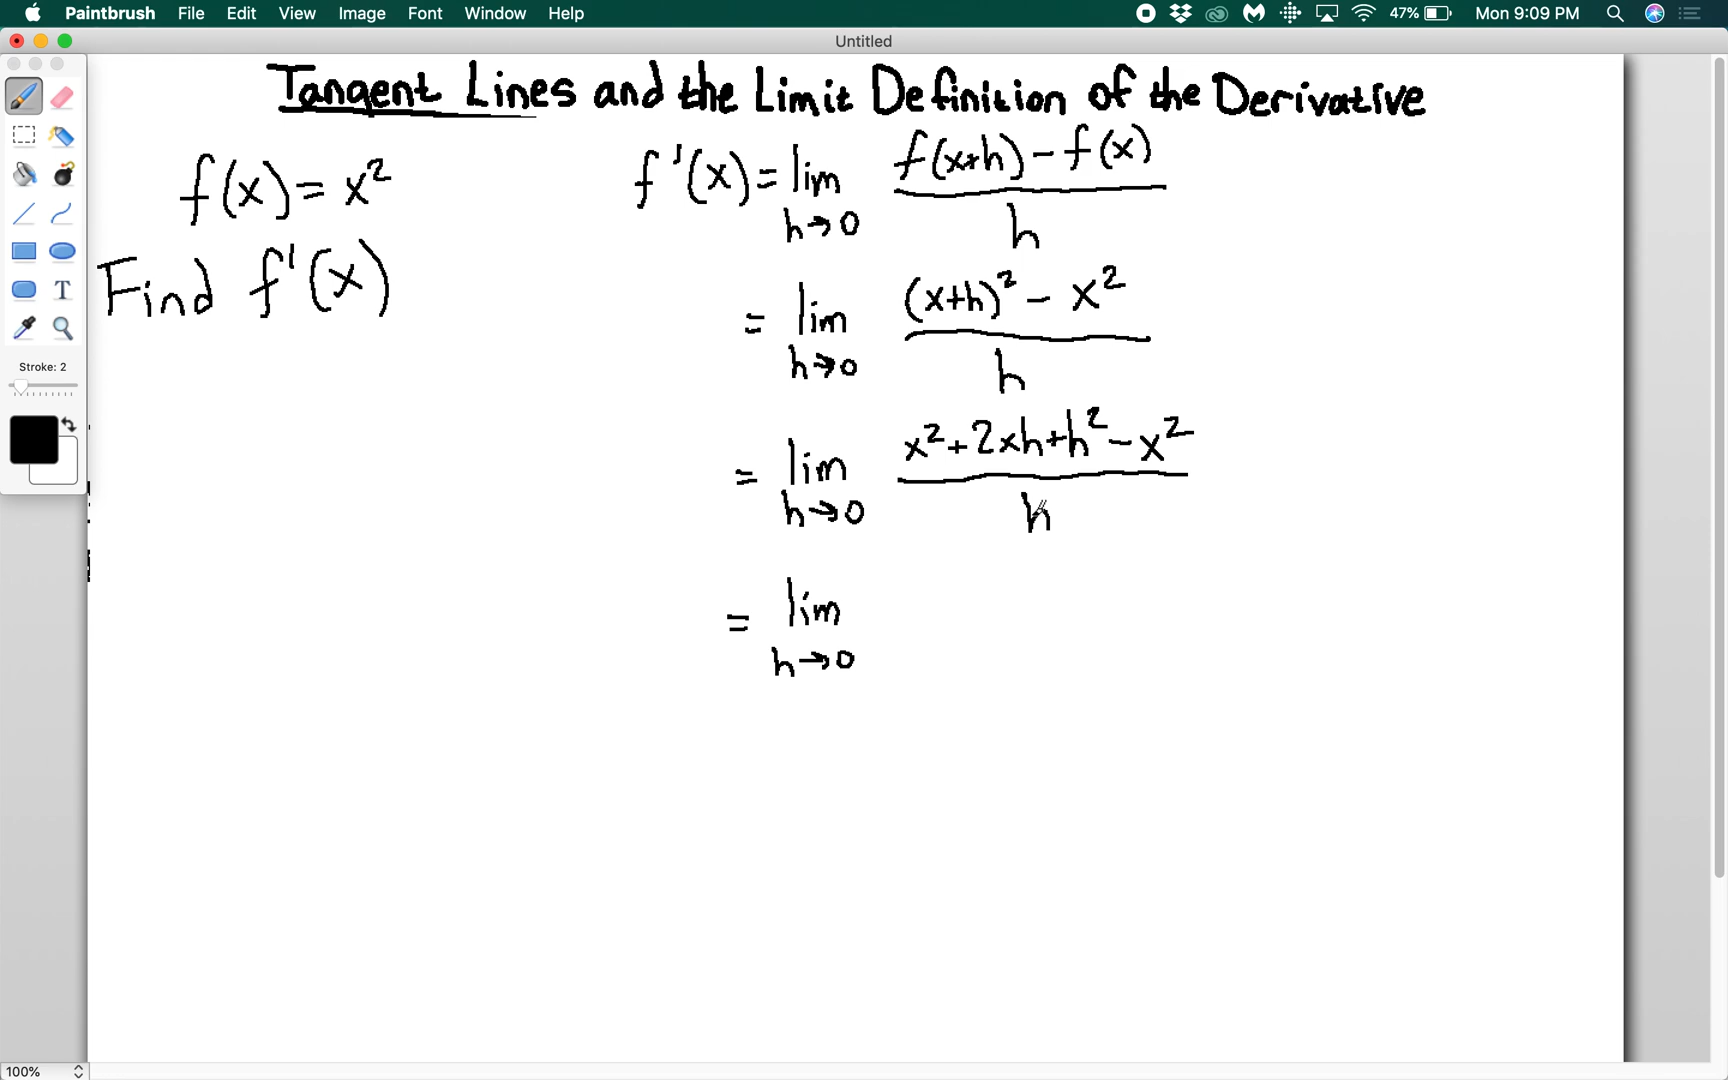 Paintbrush File Edit View Image Font Window Help 47% Mon 9:09 PM
Untitled
Tangent Lines and the Limit Definition of the Derivative
f(x) = x²
Find f'(x)
f'(x) = lim h→0 f(x+h) - f(x) / h
= lim h→0 (x+h)² - x² / h
= lim h→0 x² + 2xh + h² - x² / h
= lim h→0
T
Stroke: 2
100%